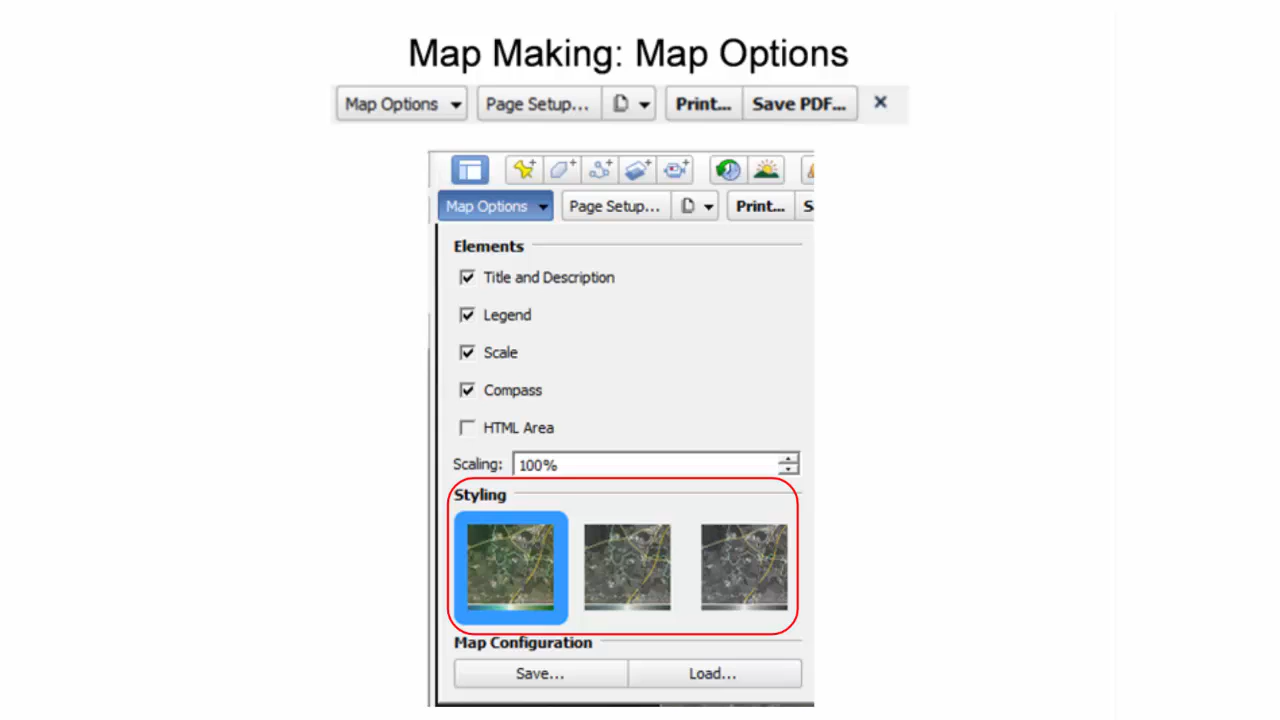 Map Making: Map Options
Map Options Page Setup... Print... Save PDF... ×
Map Options Page Setup... Print... S
Elements
Title and Description
Legend
Scale
Compass
HTML Area
Scaling: 100%
Styling
Map Configuration
Save... Load...